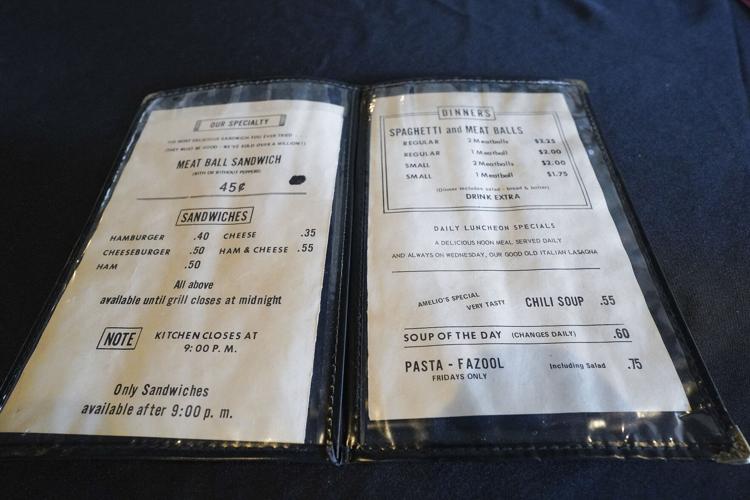 OUR SPECIALTY
THE MOST DELICIOUS SANDWICH YOU EVER TRIED . . .
(THEY MUST BE GOOD - WE'VE SOLD OVER A MILLION!)
MEAT BALL SANDWICH
(WITH OR WITHOUT PEPPERS)
45¢
SANDWICHES
HAMBURGER .40 CHEESE .35
CHEESEBURGER .50 HAM & CHEESE .55
HAM .50
All above
available until grill closes at midnight
NOTE KITCHEN CLOSES AT
9:00 P. M.
Only Sandwiches
available after 9:00 p. m.
DINNERS
SPAGHETTI and MEAT BALLS
REGULAR 2 Meatballs $2.25
REGULAR 1 Meatball $2.00
SMALL 2 Meatballs $2.00
SMALL 1 Meatball $1.75
(Dinner includes salad - bread & butter)
DRINK EXTRA
DAILY LUNCHEON SPECIALS
A DELICIOUS NOON MEAL SERVED DAILY
AND ALWAYS ON WEDNESDAY, OUR GOOD OLD ITALIAN LASAGNA
AMELIO'S SPECIAL VERY TASTY CHILI SOUP .55
SOUP OF THE DAY (CHANGES DAILY) .60
PASTA - FAZOOL Including Salad .75
FRIDAYS ONLY